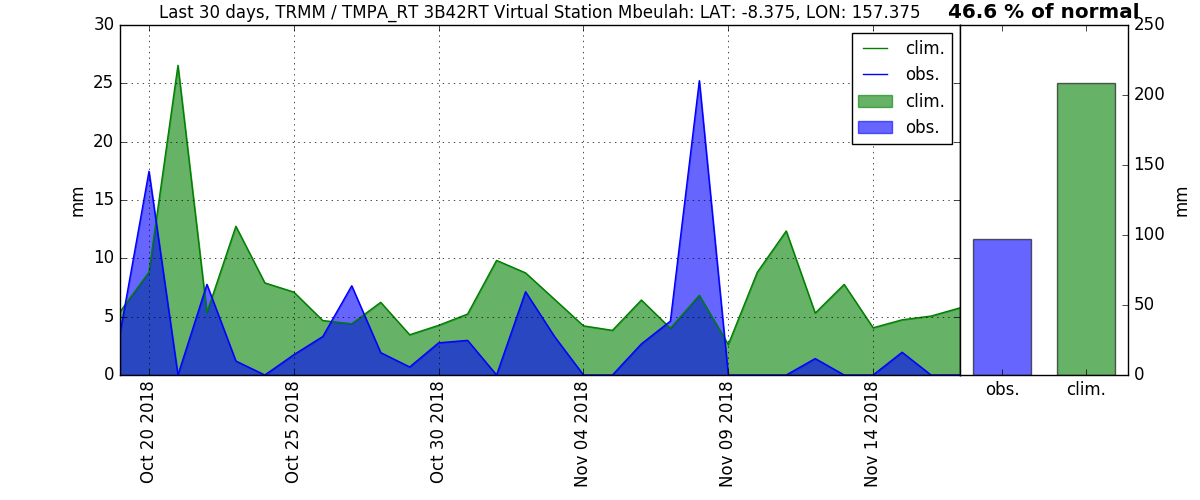 Last 30 days, TRMM / TMPA_RT 3B42RT Virtual Station Mbeulah: LAT: -8.375, LON: 157.375
46.6 % of normal
30
25
20
15
10
5
0
mm
clim.
obs.
clim.
obs.
Oct 20 2018
Oct 25 2018
Oct 30 2018
Nov 04 2018
Nov 09 2018
Nov 14 2018
250
200
150
100
50
0
mm
obs.
clim.